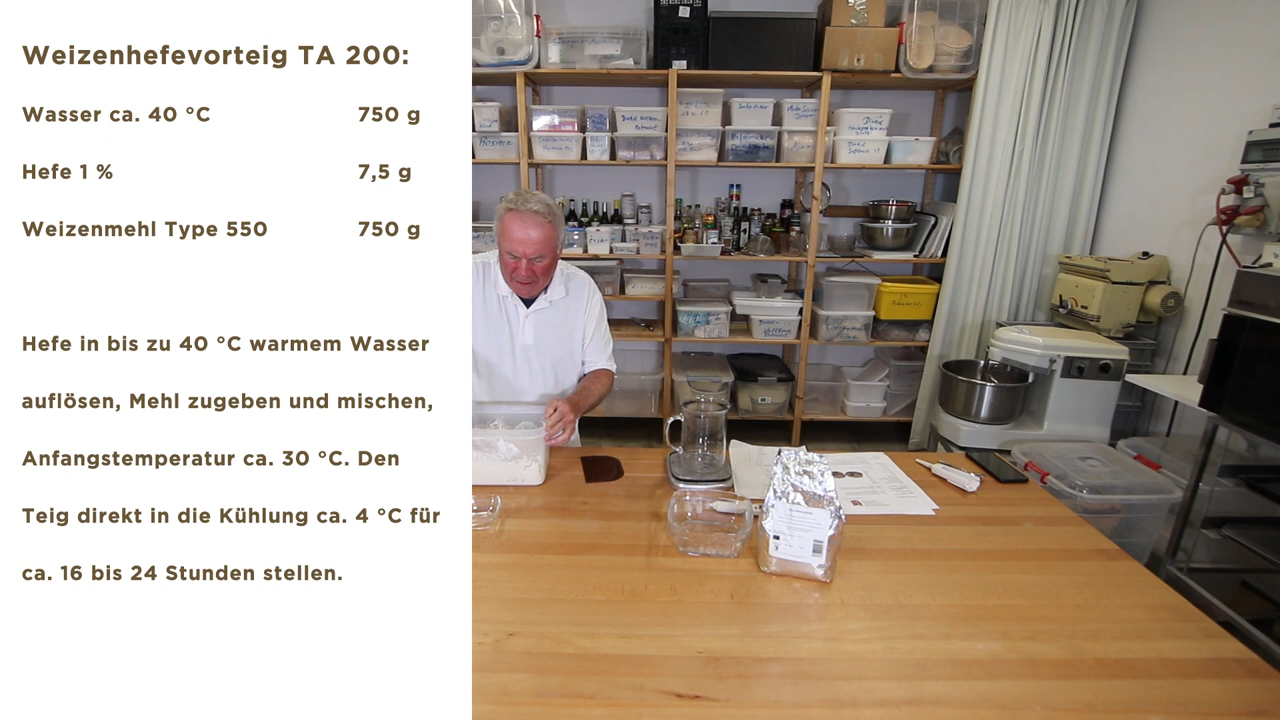 Weizenhefevorteig TA 200:
Wasser ca. 40 °C 750 g
Hefe 1 % 7,5 g
Weizenmehl Type 550 750 g
Hefe in bis zu 40 °C warmem Wasser
auflösen, Mehl zugeben und mischen,
Anfangstemperatur ca. 30 °C. Den
Teig direkt in die Kühlung ca. 4 °C für
ca. 16 bis 24 Stunden stellen.